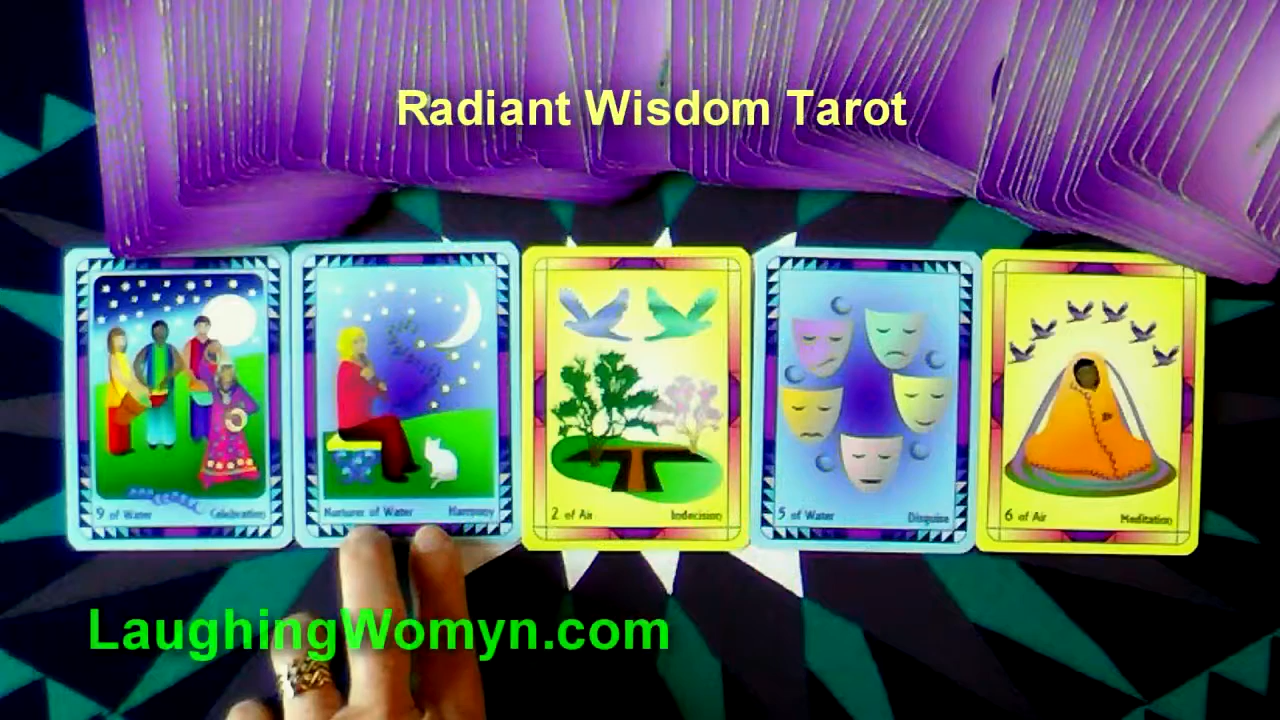 Radiant Wisdom Tarot
9 of Water Celebration
Nurturer of Water Harmony
2 of Air Indecision
5 of Water Disguise
6 of Air Meditation
LaughingWomyn.com